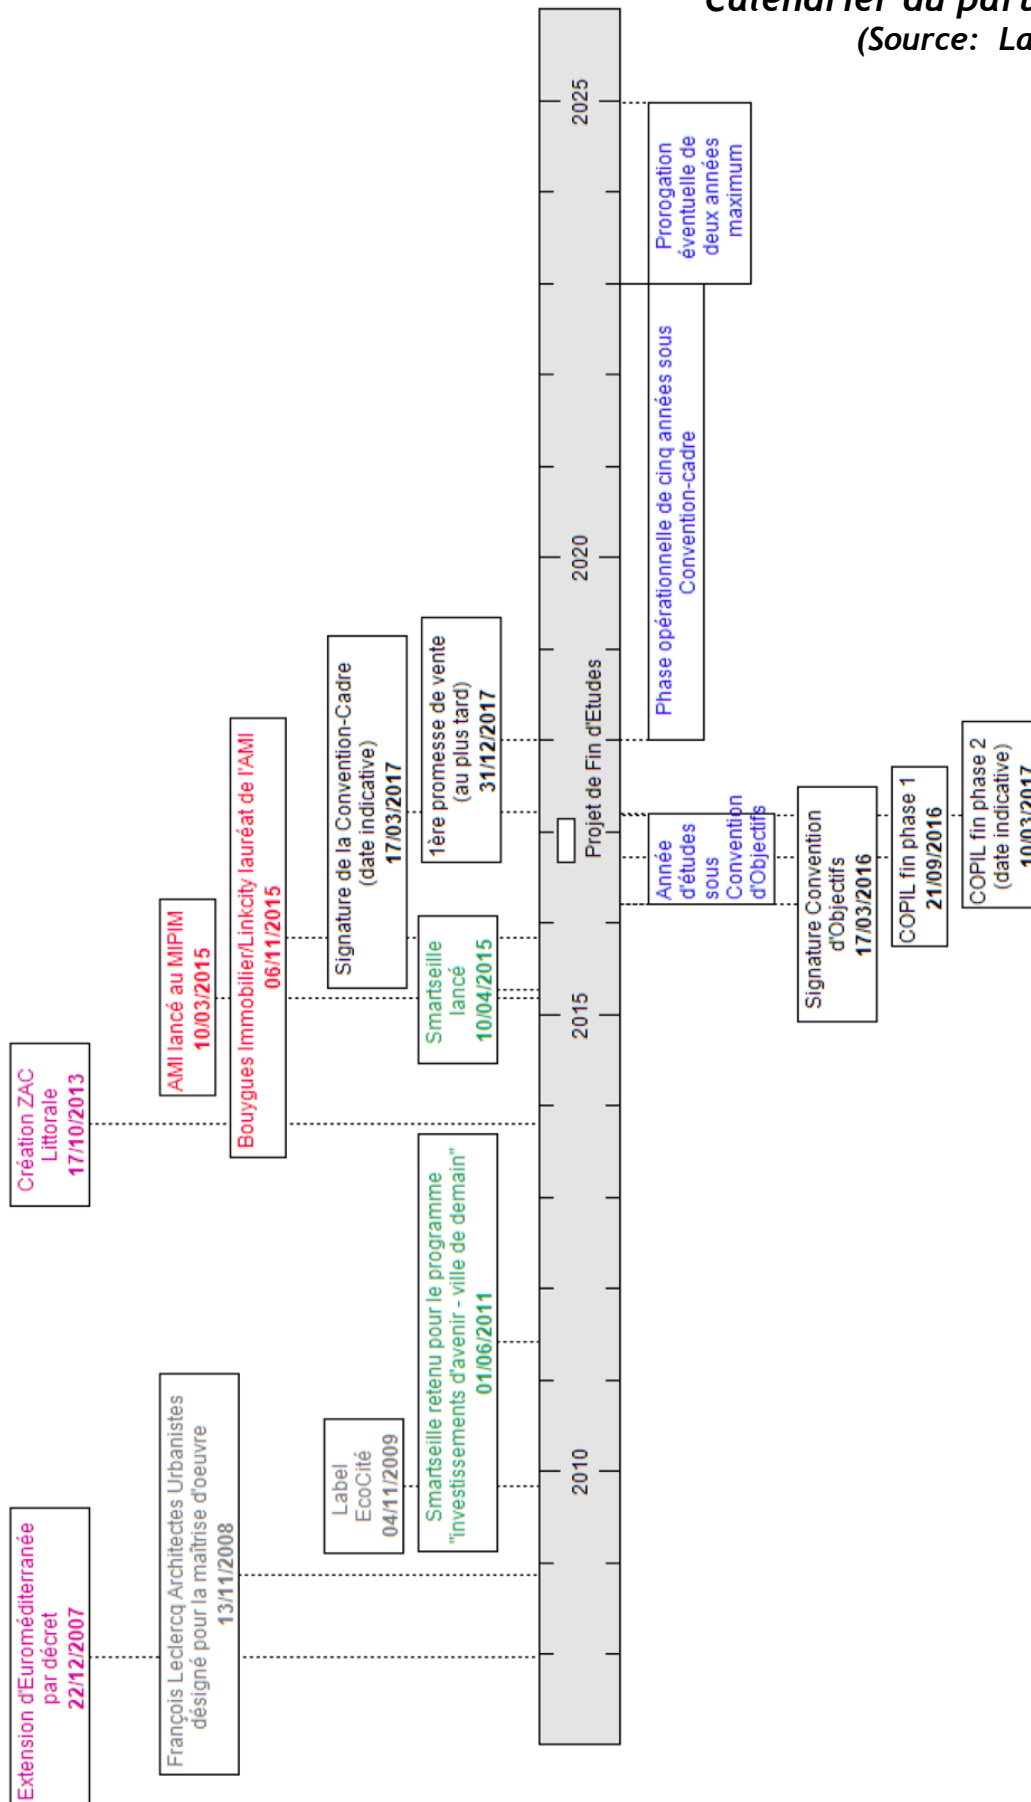 Calendrier du
(Source: La
Extension d'Euroméditerranée
par décret
22/12/2007
Création ZAC
Littorale
17/10/2013
François Leclercq Architectes Urbanistes
désigné pour la maîtrise d'oeuvre
13/11/2008
AMI lancé au MIPIM
10/03/2015
Bouygues Immobilier/Linkcity lauréat de l'AMI
06/11/2015
Label
EcoCité
04/11/2009
Signature de la Convention-Cadre
(date indicative)
17/03/2017
Smartseille retenu pour le programme
"investissements d'avenir - ville de demain"
01/06/2011
Smartseille
lancé
10/04/2015
1ère promesse de vente
(au plus tard)
31/12/2017
2010
2015
2020
2025
Projet de Fin d'Etudes
Année
d'études
sous
Convention
d'Objectifs
Phase opérationnelle de cinq années sous
Convention-cadre
Prorogation
éventuelle de
deux années
maximum
Signature Convention
d'Objectifs
17/03/2016
COPIL fin phase 1
21/09/2016
COPIL fin phase 2
(date indicative)
10/03/2017